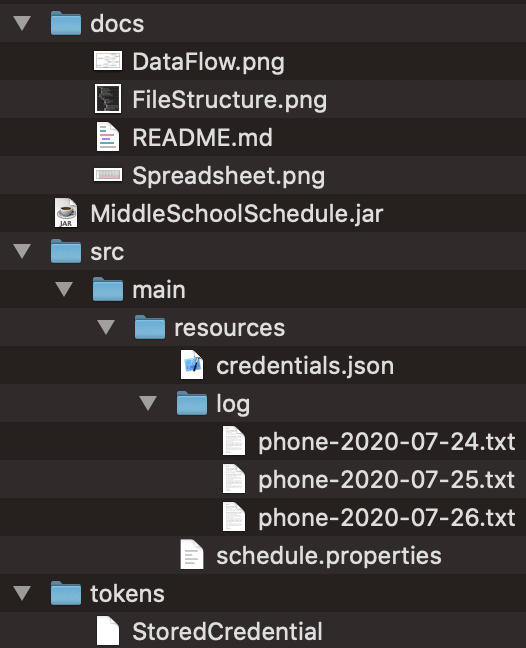 docs
DataFlow.png
FileStructure.png
README.md
Spreadsheet.png
JAR
MiddleSchoolSchedule.jar
src
main
resources
credentials.json
log
phone-2020-07-24.txt
phone-2020-07-25.txt
phone-2020-07-26.txt
schedule.properties
tokens
StoredCredential